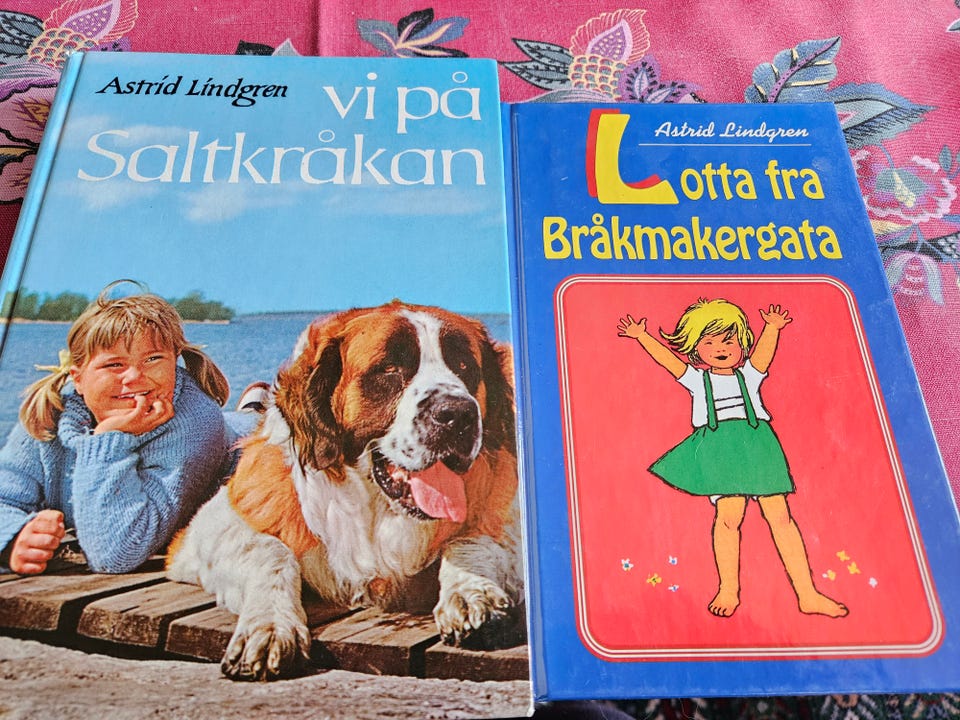 Astrid Lindgren
vi på
Saltkråkan
Astrid Lindgren
Lotta fra
Bråkmakergata